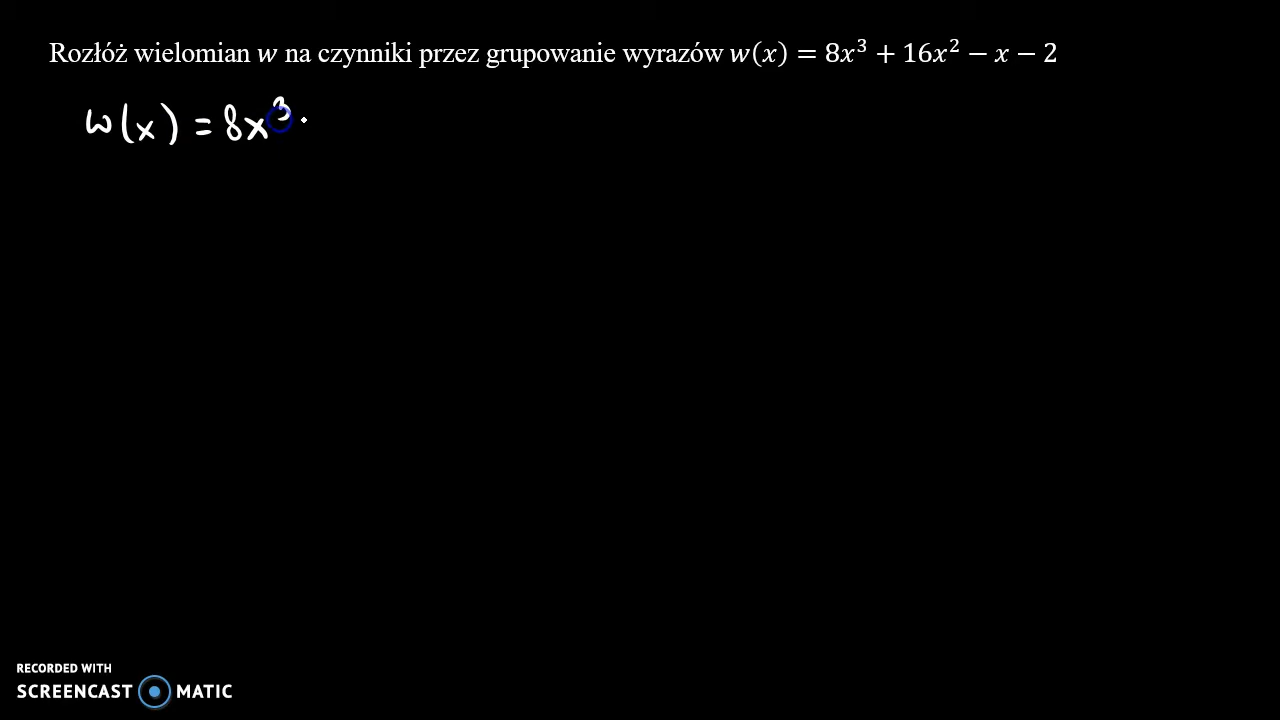 Rozłóż wielomian w na czynniki przez grupowanie wyrazów w(x) = 8x³ + 16x² − x − 2
w(x) = 8x³ ·
RECORDED WITH
SCREENCAST MATIC